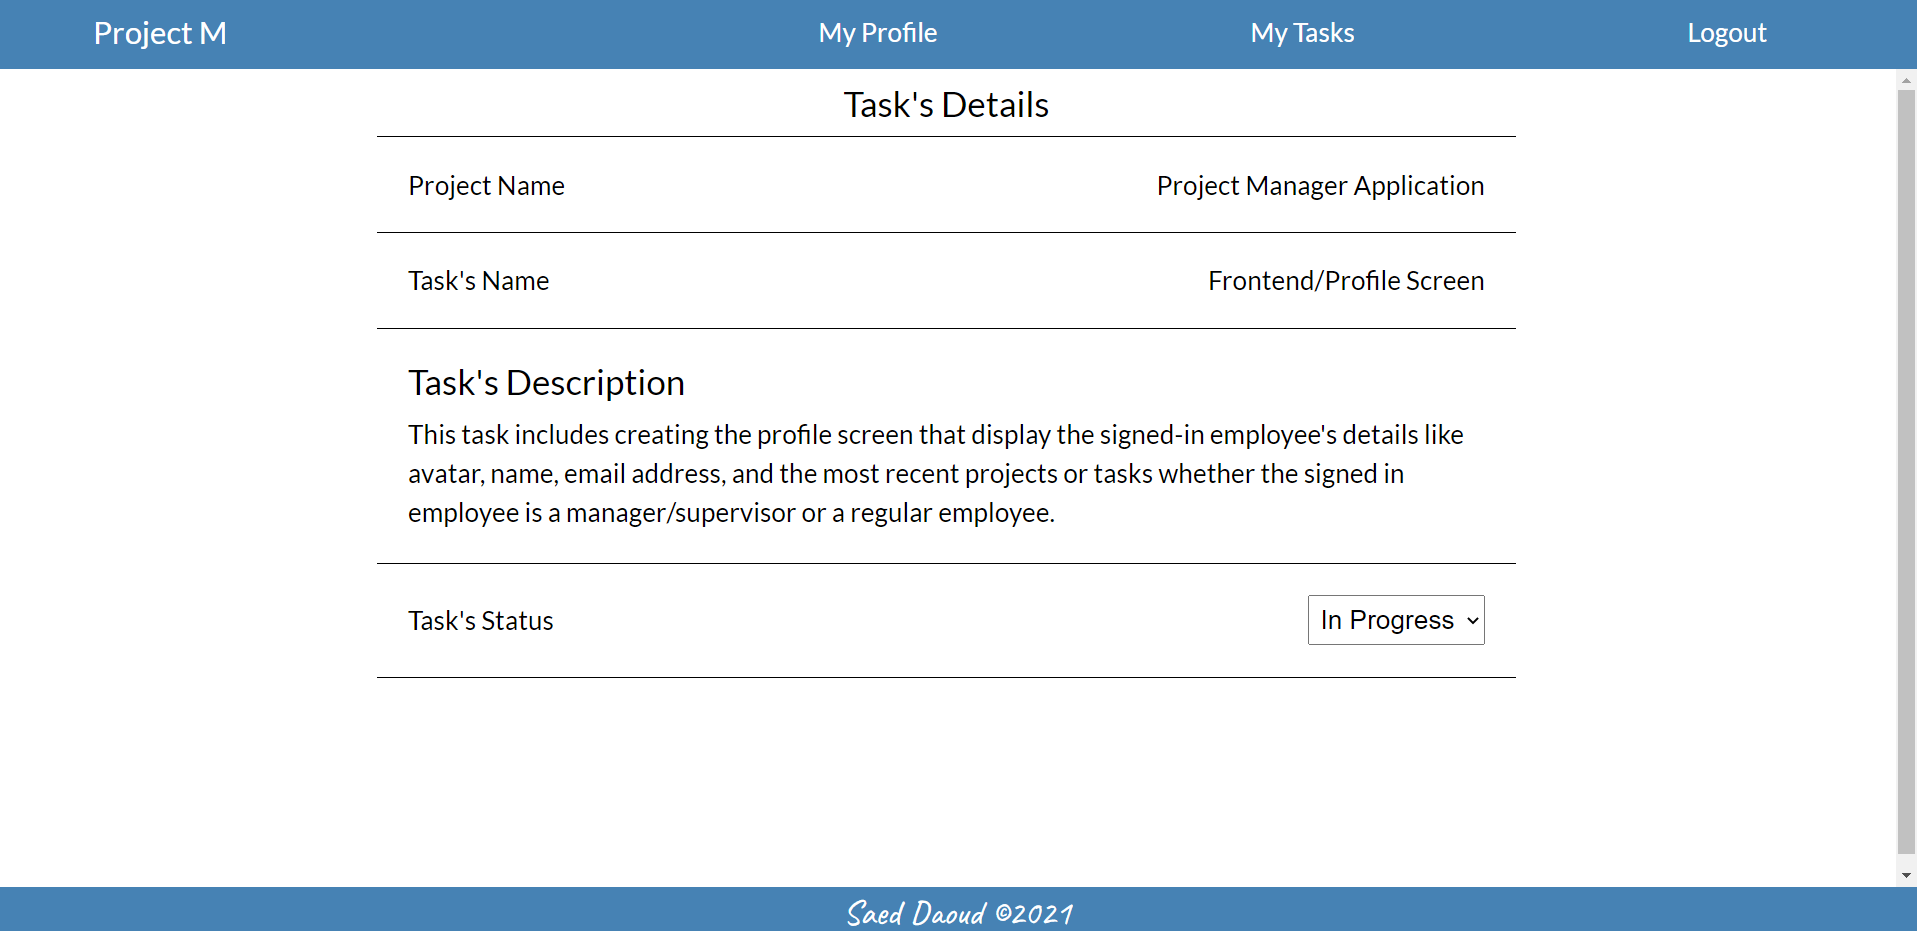 Project M My Profile My Tasks Logout
Task's Details
Project Name Project Manager Application
Task's Name Frontend/Profile Screen
Task's Description
This task includes creating the profile screen that display the signed-in employee's details like
avatar, name, email address, and the most recent projects or tasks whether the signed in
employee is a manager/supervisor or a regular employee.
Task's Status In Progress
Saed Daoud ©2021